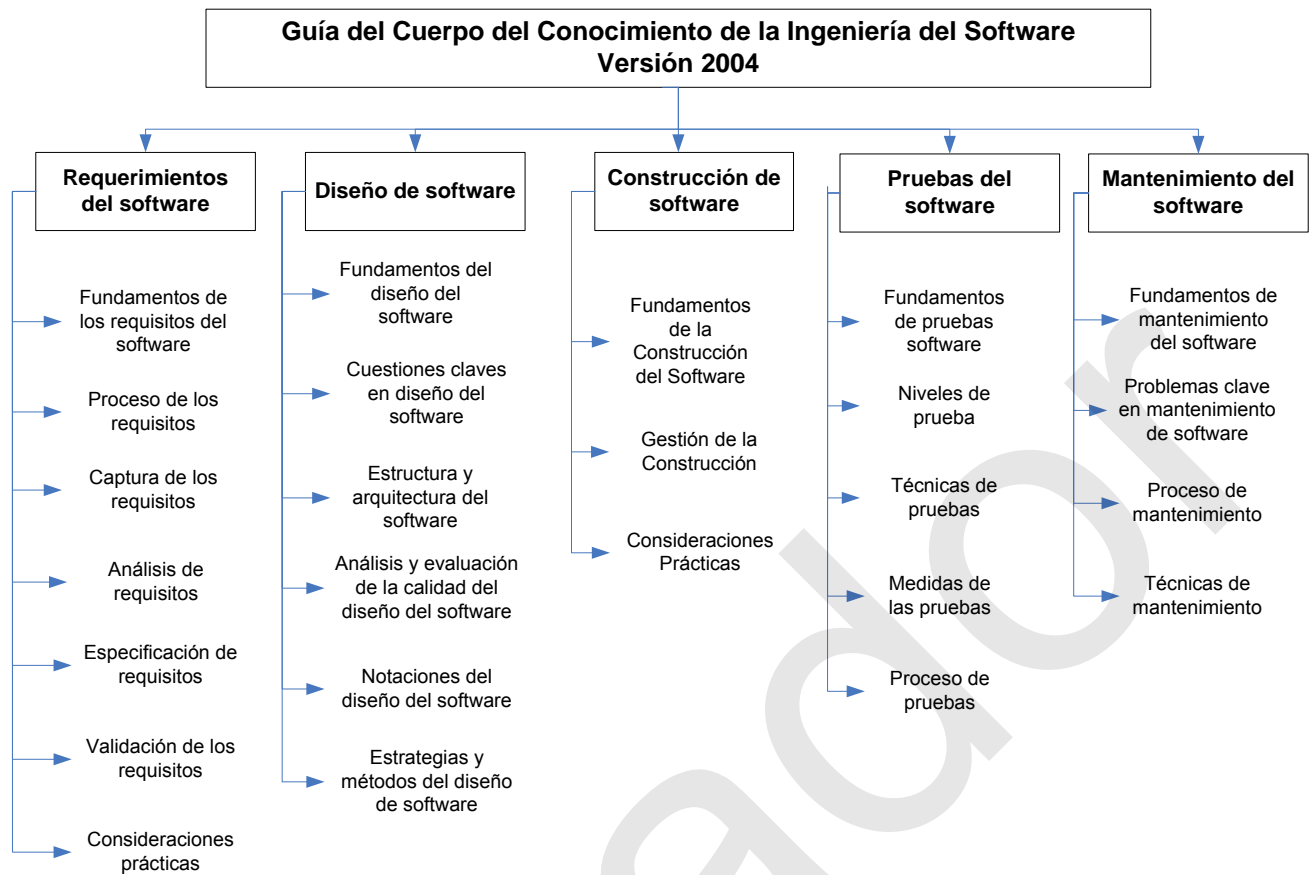 Guía del Cuerpo del Conocimiento de la Ingeniería del Software
Versión 2004
Requerimientos
del software
Fundamentos de
los requisitos del
software
Proceso de los
requisitos
Captura de los
requisitos
Análisis de
requisitos
Especificación de
requisitos
Validación de los
requisitos
Consideraciones
prácticas
Diseño de software
Fundamentos del
diseño del
software
Cuestiones claves
en diseño del
software
Estructura y
arquitectura del
software
Análisis y evaluación
de la calidad del
diseño del software
Notaciones del
diseño del software
Estrategias y
métodos del diseño
de software
Construcción de
software
Fundamentos
de la
Construcción
del Software
Gestión de la
Construcción
Consideraciones
Prácticas
Pruebas del
software
Fundamentos
de pruebas
software
Niveles de
prueba
Técnicas de
pruebas
Medidas de
las pruebas
Proceso de
pruebas
Mantenimiento del
software
Fundamentos de
mantenimiento
del software
Problemas clave
en mantenimiento
de software
Proceso de
mantenimiento
Técnicas de
mantenimiento
ador